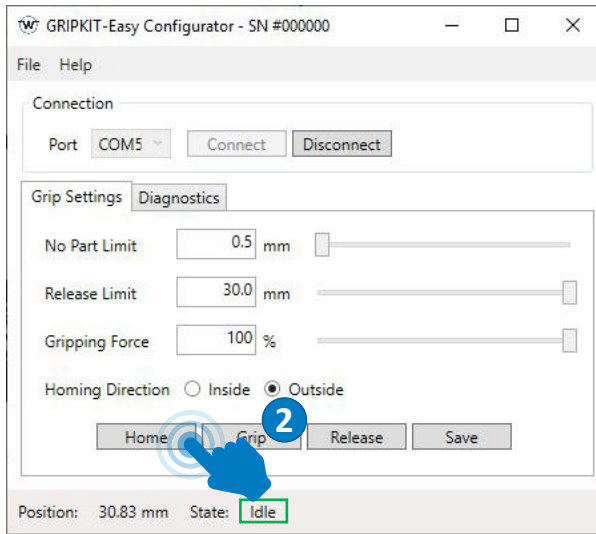 GRIPKIT-Easy Configurator - SN #000000
File Help
Connection
Port COM5 Connect Disconnect
Grip Settings Diagnostics
No Part Limit 0.5 mm
Release Limit 30.0 mm
Gripping Force 100 %
Homing Direction Inside Outside
2
Home Grip Release Save
Position: 30.83 mm State: Idle